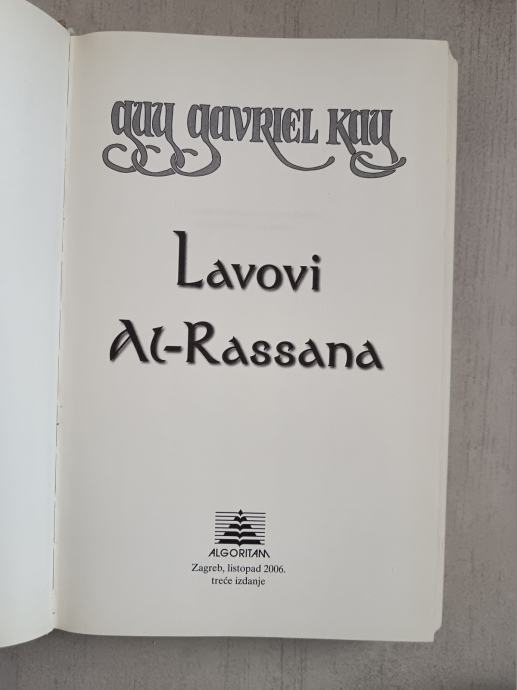 Guy Gavriel Kay
Lavovi
Al-Rassana
ALGORITAM
Zagreb, listopad 2006.
treće izdanje